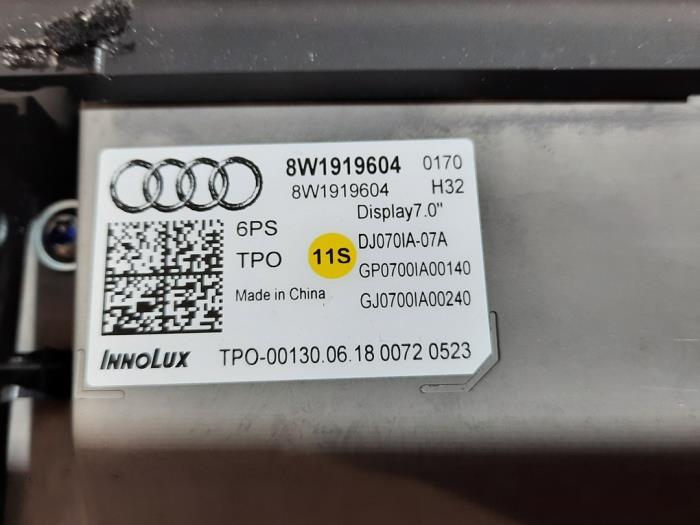 8W1919604 0170
8W1919604 H32
Display7.0"
6PS
DJ070IA-07A
TPO
11S
GP0700IA00140
Made in China
GJ0700IA00240
INNOLUX
TPO-00130.06.18 0072 0523